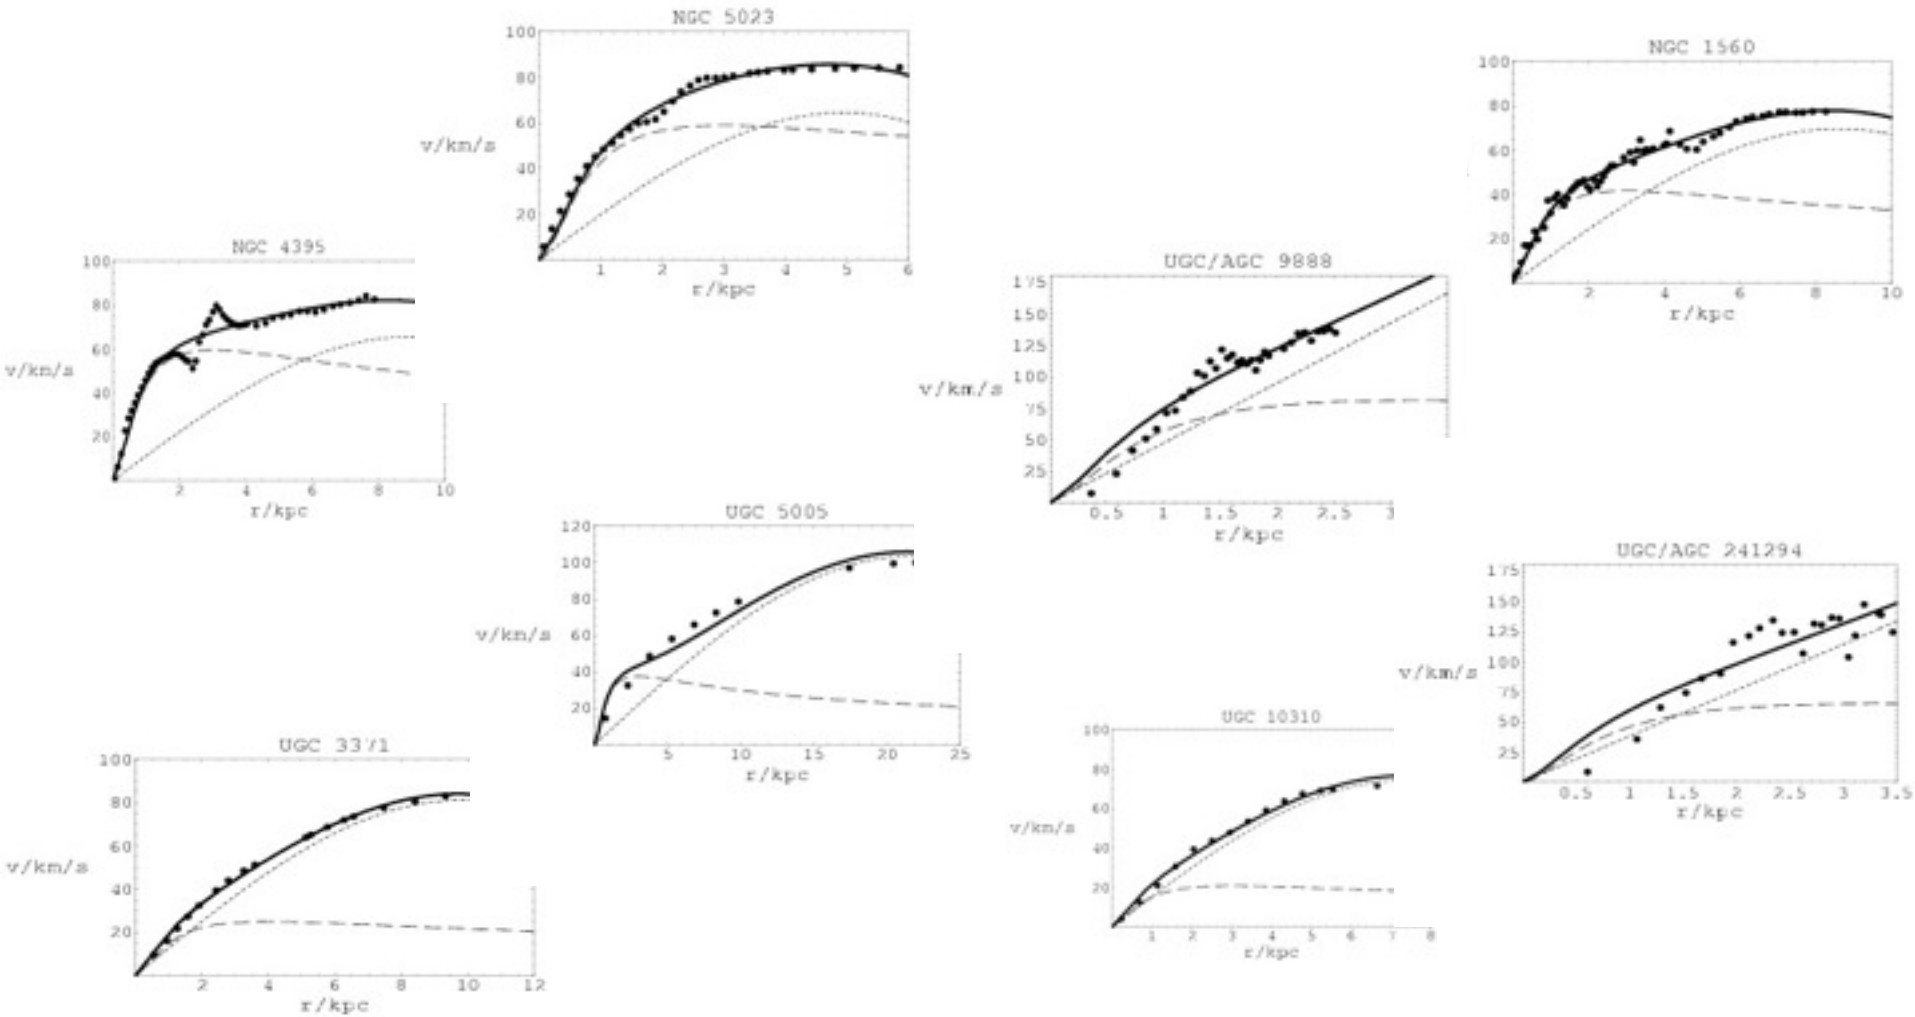 NGC 5023
100
80
60
40
20
v/km/s
1 2 3 4 5 6
r/kpc
NGC 1560
100
80
60
40
20
2 4 6 8 10
r/kpc
NGC 4395
100
80
60
40
20
v/km/s
2 4 6 8 10
r/kpc
UGC/AGC 9888
175
150
125
100
75
50
25
v/km/s
0.5 1 1.5 2 2.5 3
r/kpc
UGC 5005
120
100
80
60
40
20
v/km/s
5 10 15 20 25
r/kpc
UGC/AGC 241294
175
150
125
100
75
50
25
v/km/s
0.5 1 1.5 2 2.5 3 3.5
r/kpc
UGC 3371
100
80
60
40
20
v/km/s
2 4 6 8 10 12
r/kpc
UGC 10310
100
80
60
40
20
v/km/s
1 2 3 4 5 6 7 8
r/kpc